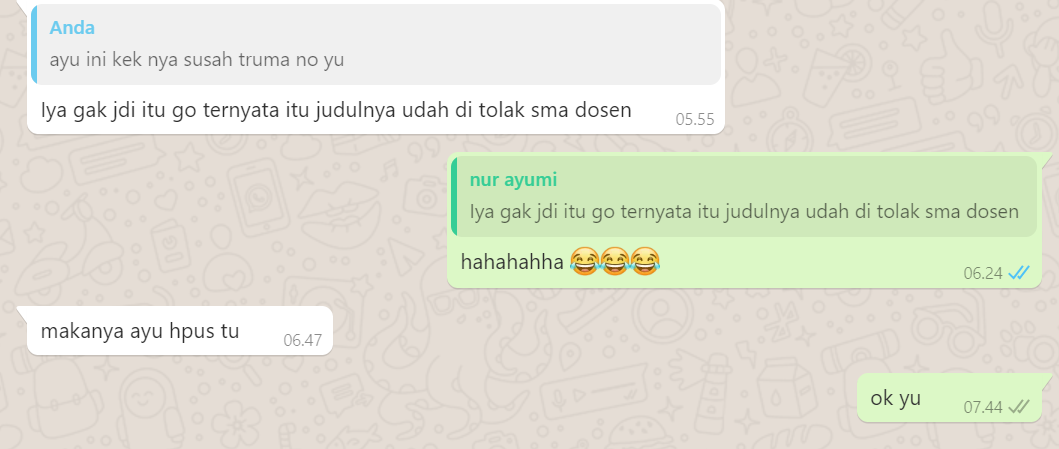 Anda
ayu ini kek nya susah truma no yu
Iya gak jdi itu go ternyata itu judulnya udah di tolak sma dosen
05.55
nur ayumi
Iya gak jdi itu go ternyata itu judulnya udah di tolak sma dosen
hahahahha 😂😂😂
06.24
makanya ayu hpus tu
06.47
ok yu
07.44